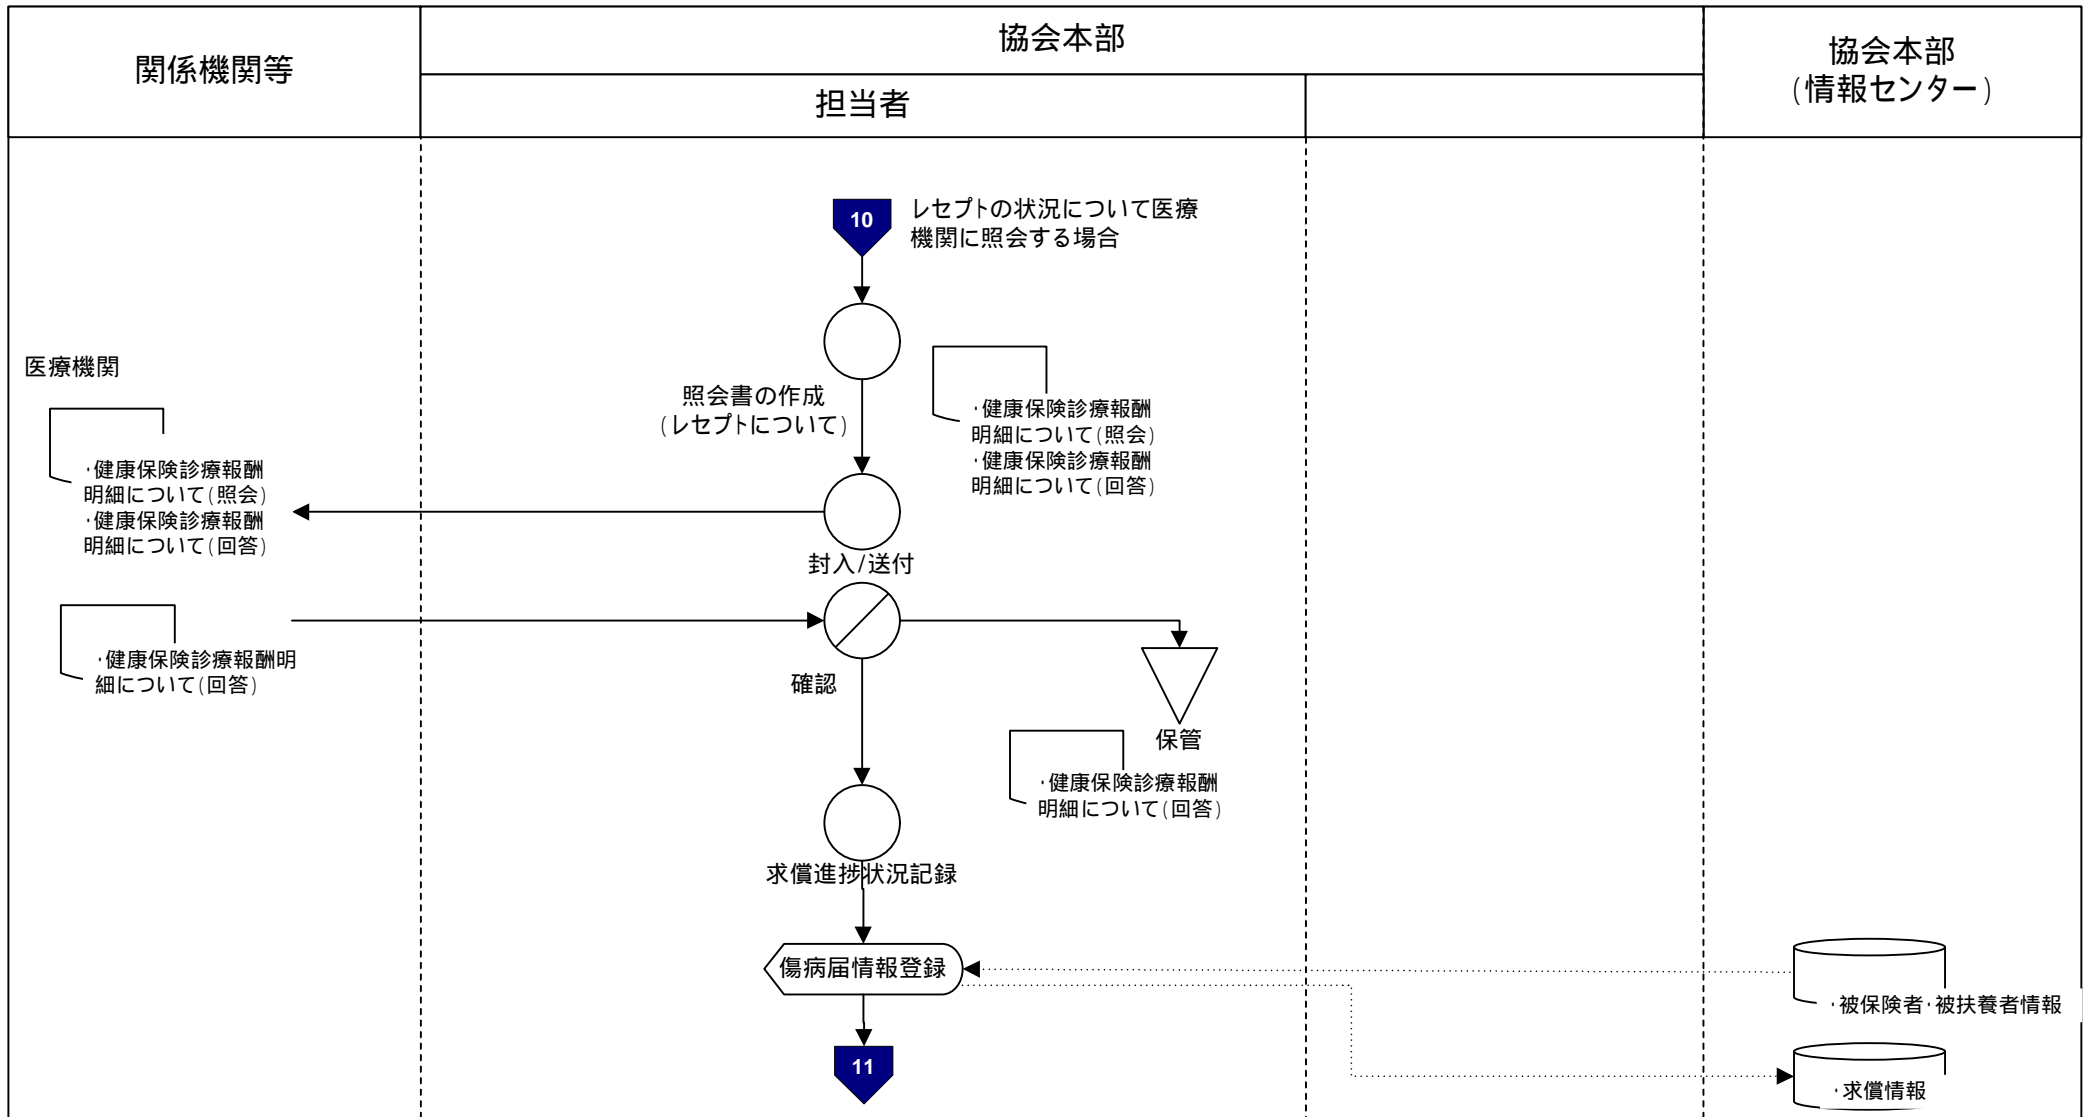 関係機関等
協会本部
担当者
協会本部
(情報センター)
10
レセプトの状況について医療
機関に照会する場合
医療機関
照会書の作成
(レセプトについて)
・健康保険診療報酬
明細について(照会)
・健康保険診療報酬
明細について(回答)
・健康保険診療報酬
明細について(照会)
・健康保険診療報酬
明細について(回答)
封入/送付
・健康保険診療報酬明
細について(回答)
確認
保管
・健康保険診療報酬
明細について(回答)
求償進捗状況記録
傷病届情報登録
・被保険者・被扶養者情報
11
・求償情報